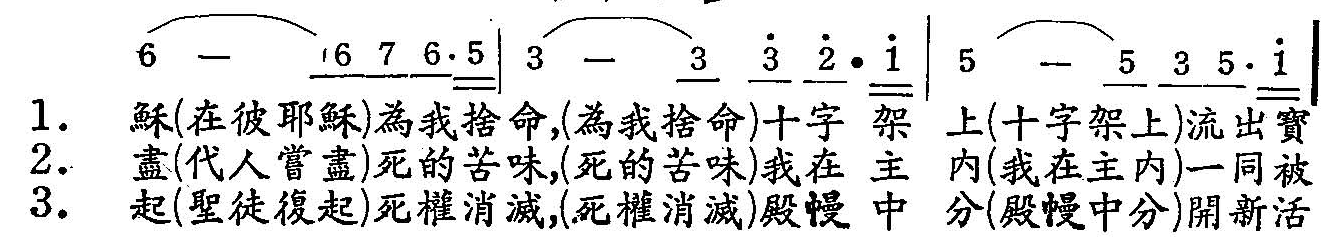 6 — 6 7 6·5 | 3 — 3 3̇ 2̇·1̇ | 5 — 5 3 5·1̇ |
1. 穌(在彼耶穌)為我捨命,(為我捨命)十字架 上(十字架上)流出寶
2. 盡(代人嘗盡)死的苦味,(死的苦味)我在主 內(我在主內)一同被
3. 起(聖徒復起)死權消滅,(死權消滅)殿幔中 分(殿幔中分)開新活